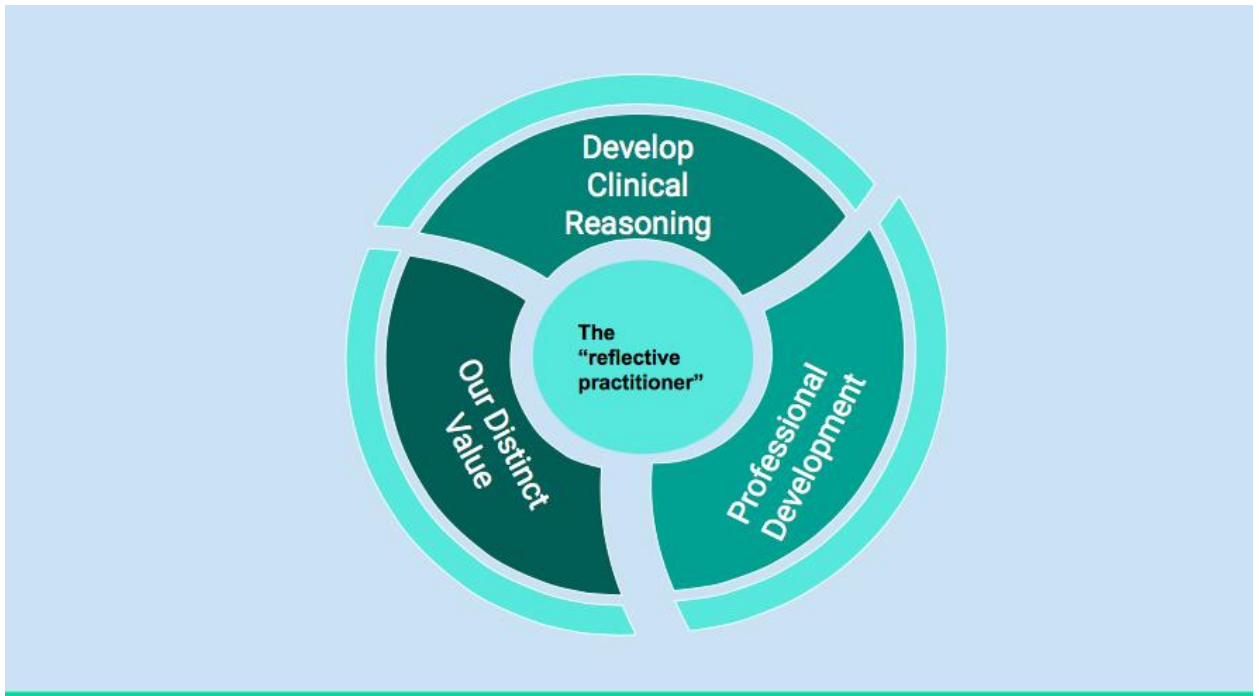 Develop
Clinical
Reasoning
The
“reflective
practitioner”
Our Distinct
Value
Professional
Development